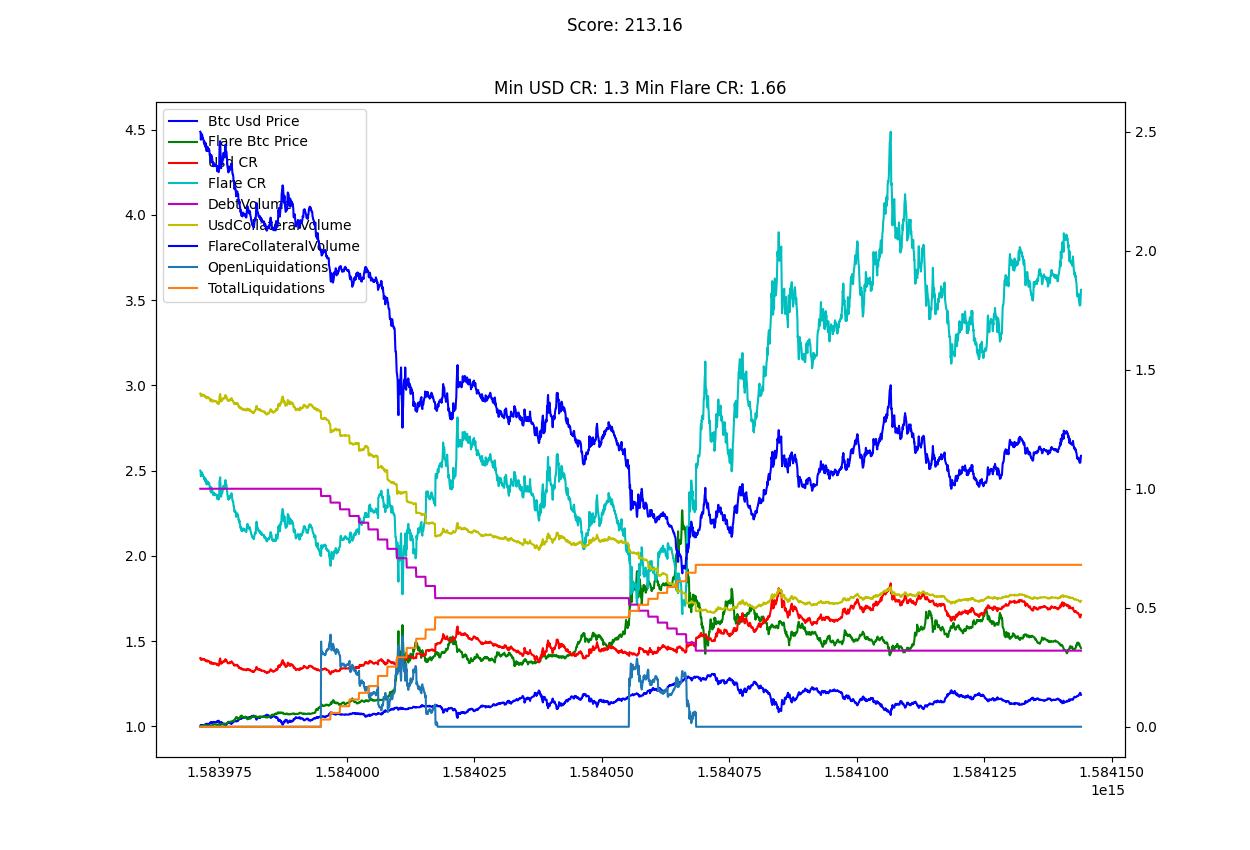 Score: 213.16
Min USD CR: 1.3 Min Flare CR: 1.66
Btc Usd Price
Flare Btc Price
Usd CR
Flare CR
DebtVolume
UsdCollateralVolume
FlareCollateralVolume
OpenLiquidations
TotalLiquidations
4.5
4.0
3.5
3.0
2.5
2.0
1.5
1.0
2.5
2.0
1.5
1.0
0.5
0.0
1.583975 1.584000 1.584025 1.584050 1.584075 1.584100 1.584125 1.584150
1e15